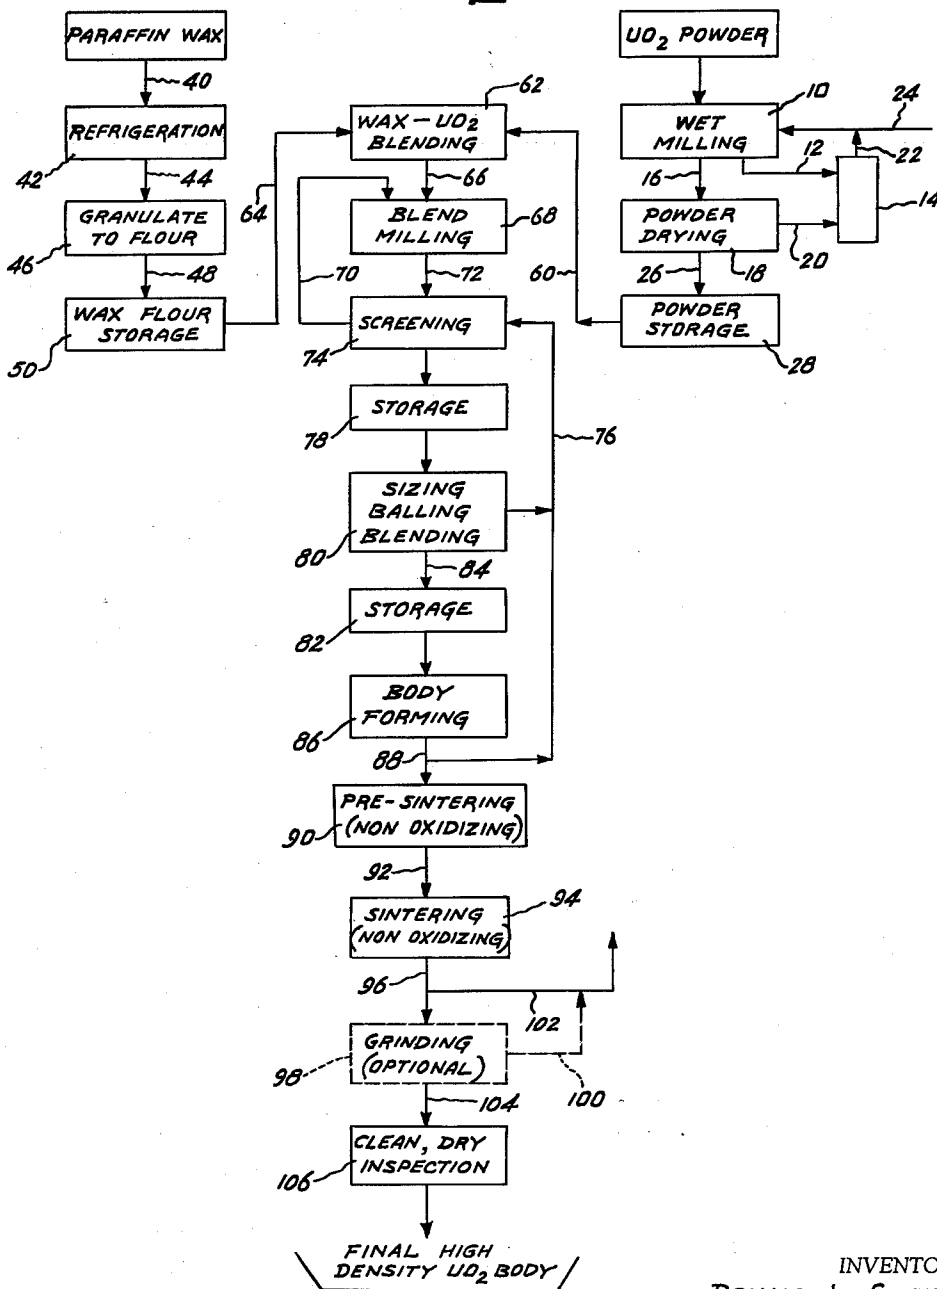 PARAFFIN WAX
40
REFRIGERATION
42
44
GRANULATE
TO FLOUR
46
48
WAX FLOUR
STORAGE
50
64
62
WAX-UO2
BLENDING
66
BLEND
MILLING
68
70
72
SCREENING
74
STORAGE
78
76
SIZING
BALLING
BLENDING
80
84
STORAGE
82
BODY
FORMING
86
88
PRE-SINTERING
(NON OXIDIZING)
90
92
SINTERING
(NON OXIDIZING)
94
96
102
GRINDING
(OPTIONAL)
98
100
104
CLEAN, DRY
INSPECTION
106
FINAL HIGH
DENSITY UO2 BODY
UO2 POWDER
10
24
WET
MILLING
22
12
16
14
POWDER
DRYING
20
18
26
60
POWDER
STORAGE
28
INVENTO